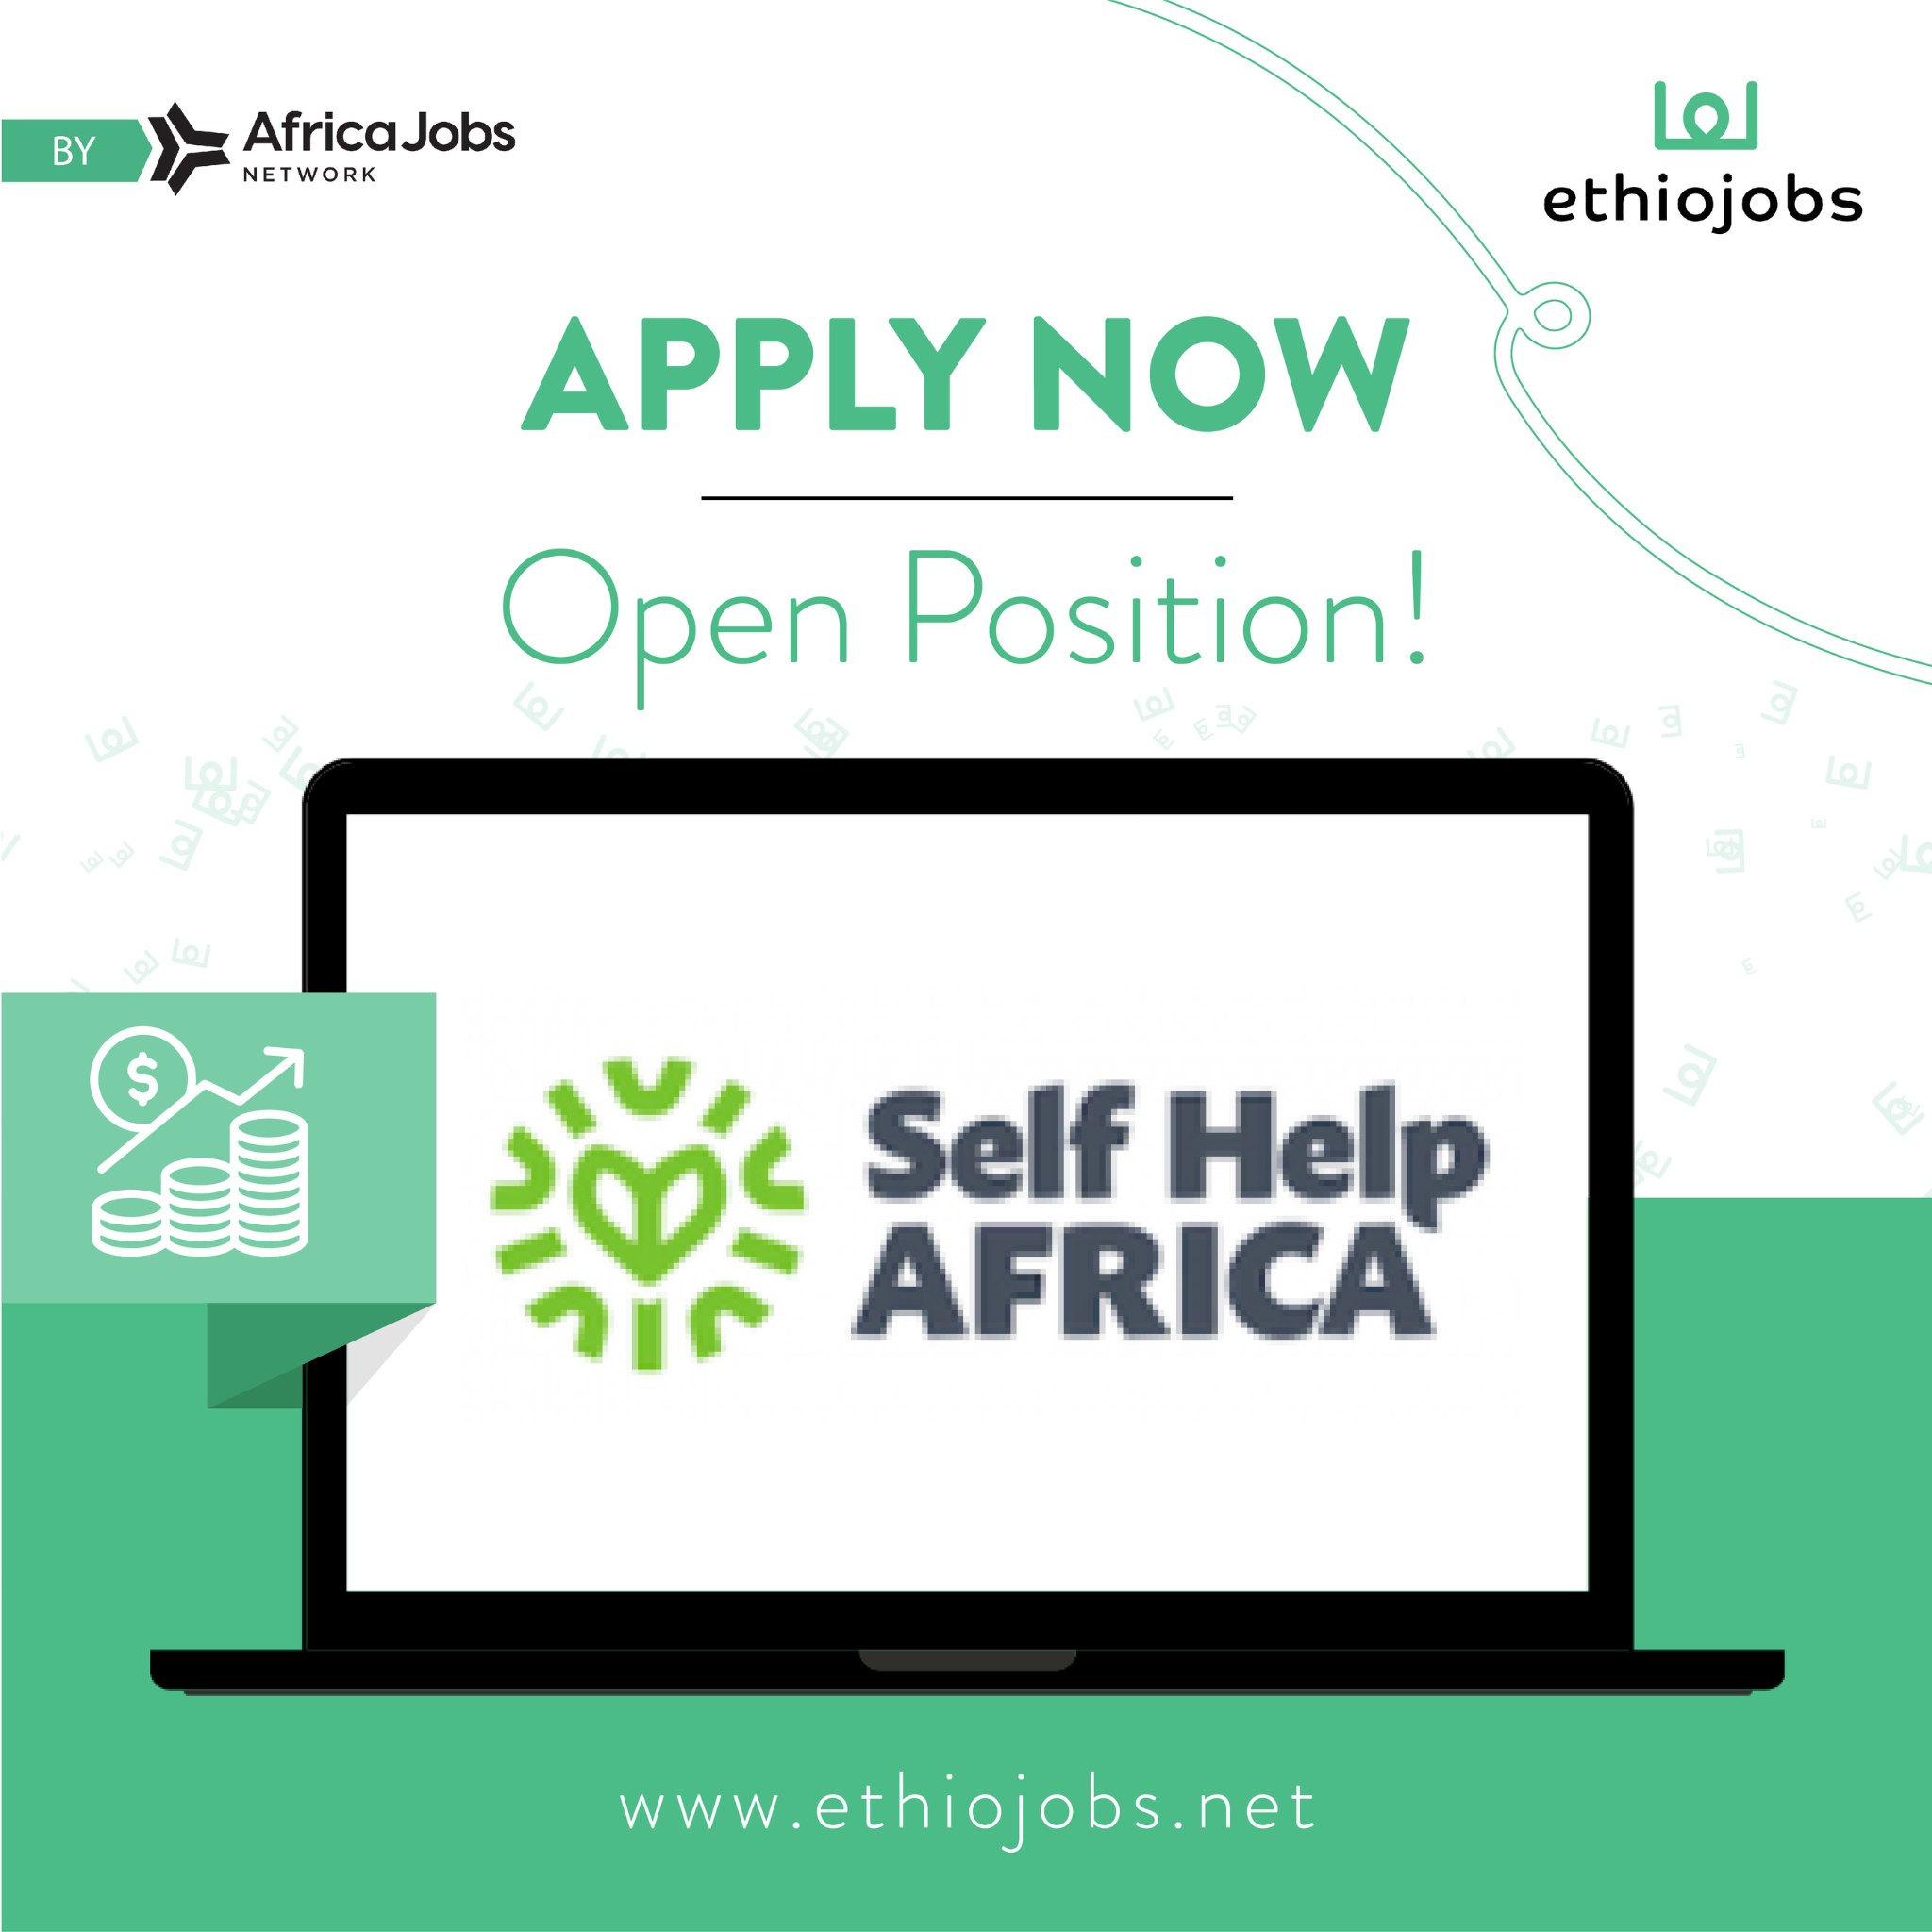 BY
AfricaJobs
NETWORK
ethiojobs
APPLY NOW
Open Position!
$
Self Help
AFRICA
www.ethiojobs.net